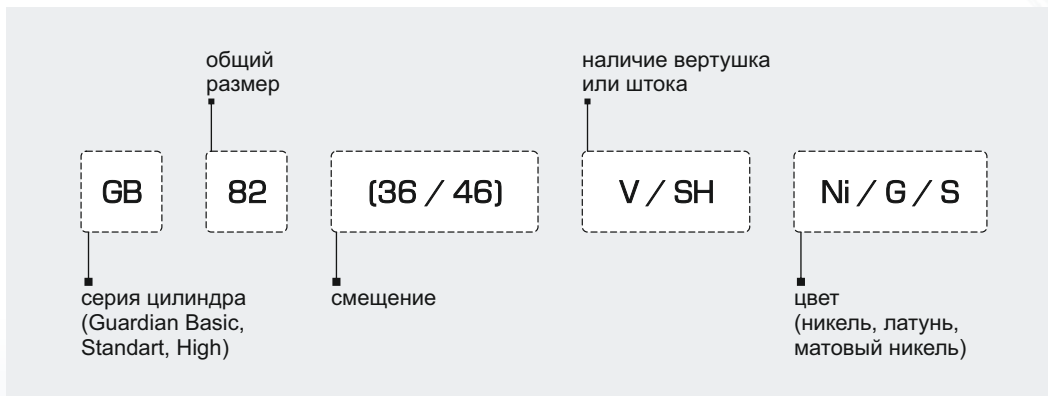 общий
размер
наличие вертушка
или штока
GB 82 (36 / 46) V / SH Ni / G / S
серия цилиндра
(Guardian Basic,
Standart, High)
смещение
цвет
(никель, латунь,
матовый никель)